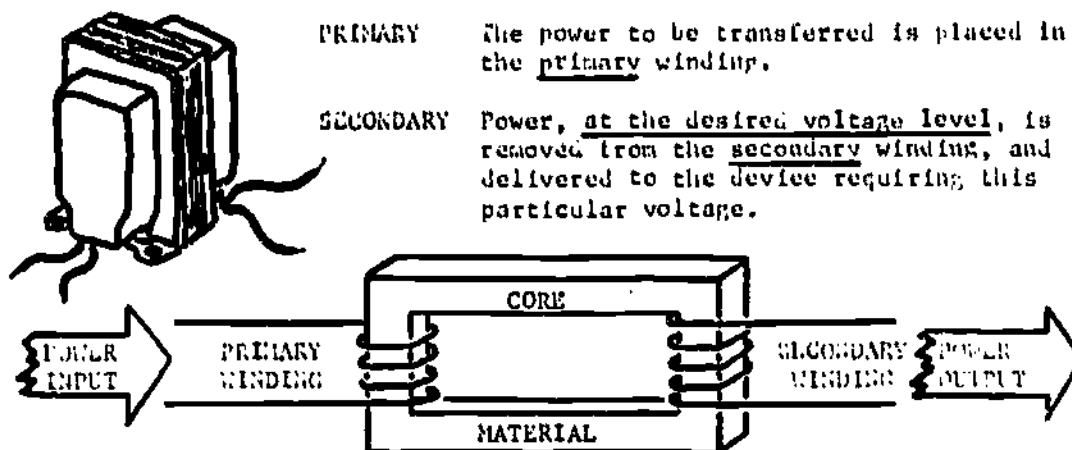 PRIMARY The power to be transferred is placed in
the primary winding.
SECONDARY Power, at the desired voltage level, is
removed from the secondary winding, and
delivered to the device requiring this
particular voltage.
CORE
POWER
INPUT
PRIMARY
WINDING
SECONDARY
WINDING
POWER
OUTPUT
MATERIAL